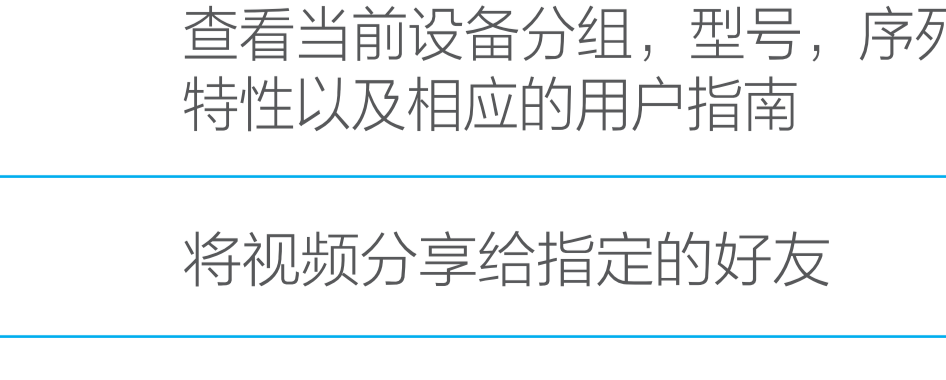 查看当前设备分组，型号，序列
特性以及相应的用户指南
将视频分享给指定的好友